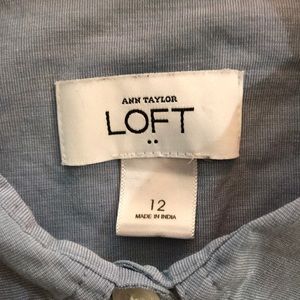 ANN TAYLOR
LOFT
12
MADE IN INDIA